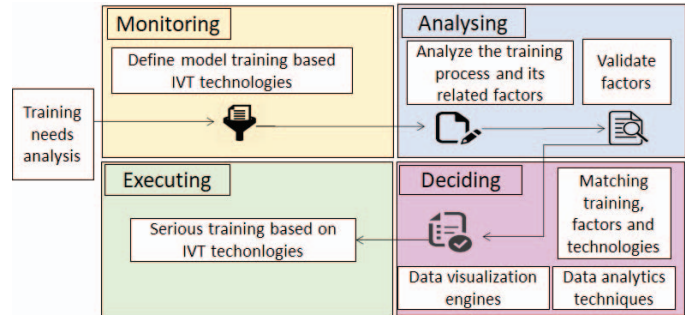 Monitoring
Define model training based
IVT technologies
Analysing
Analyze the training
process and its
related factors
Validate
factors
Training
needs
analysis
Executing
Serious training based on
IVT techonlogies
Deciding
Matching
training,
factors and
technologies
Data visualization
engines
Data analytics
techniques